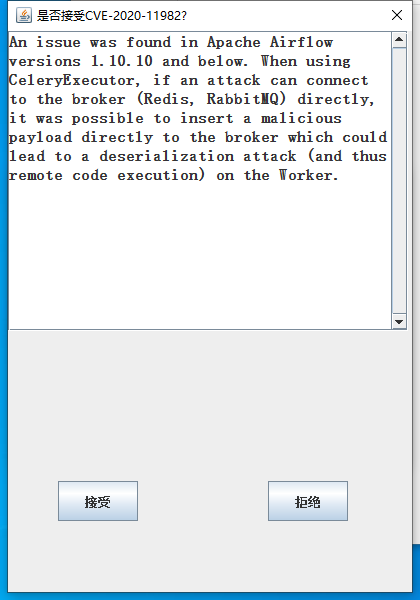 是否接受CVE-2020-11982?
An issue was found in Apache Airflow
versions 1.10.10 and below. When using
CeleryExecutor, if an attack can connect
to the broker (Redis, RabbitMQ) directly,
it was possible to insert a malicious
payload directly to the broker which could
lead to a deserialization attack (and thus
remote code execution) on the Worker.
接受
拒绝